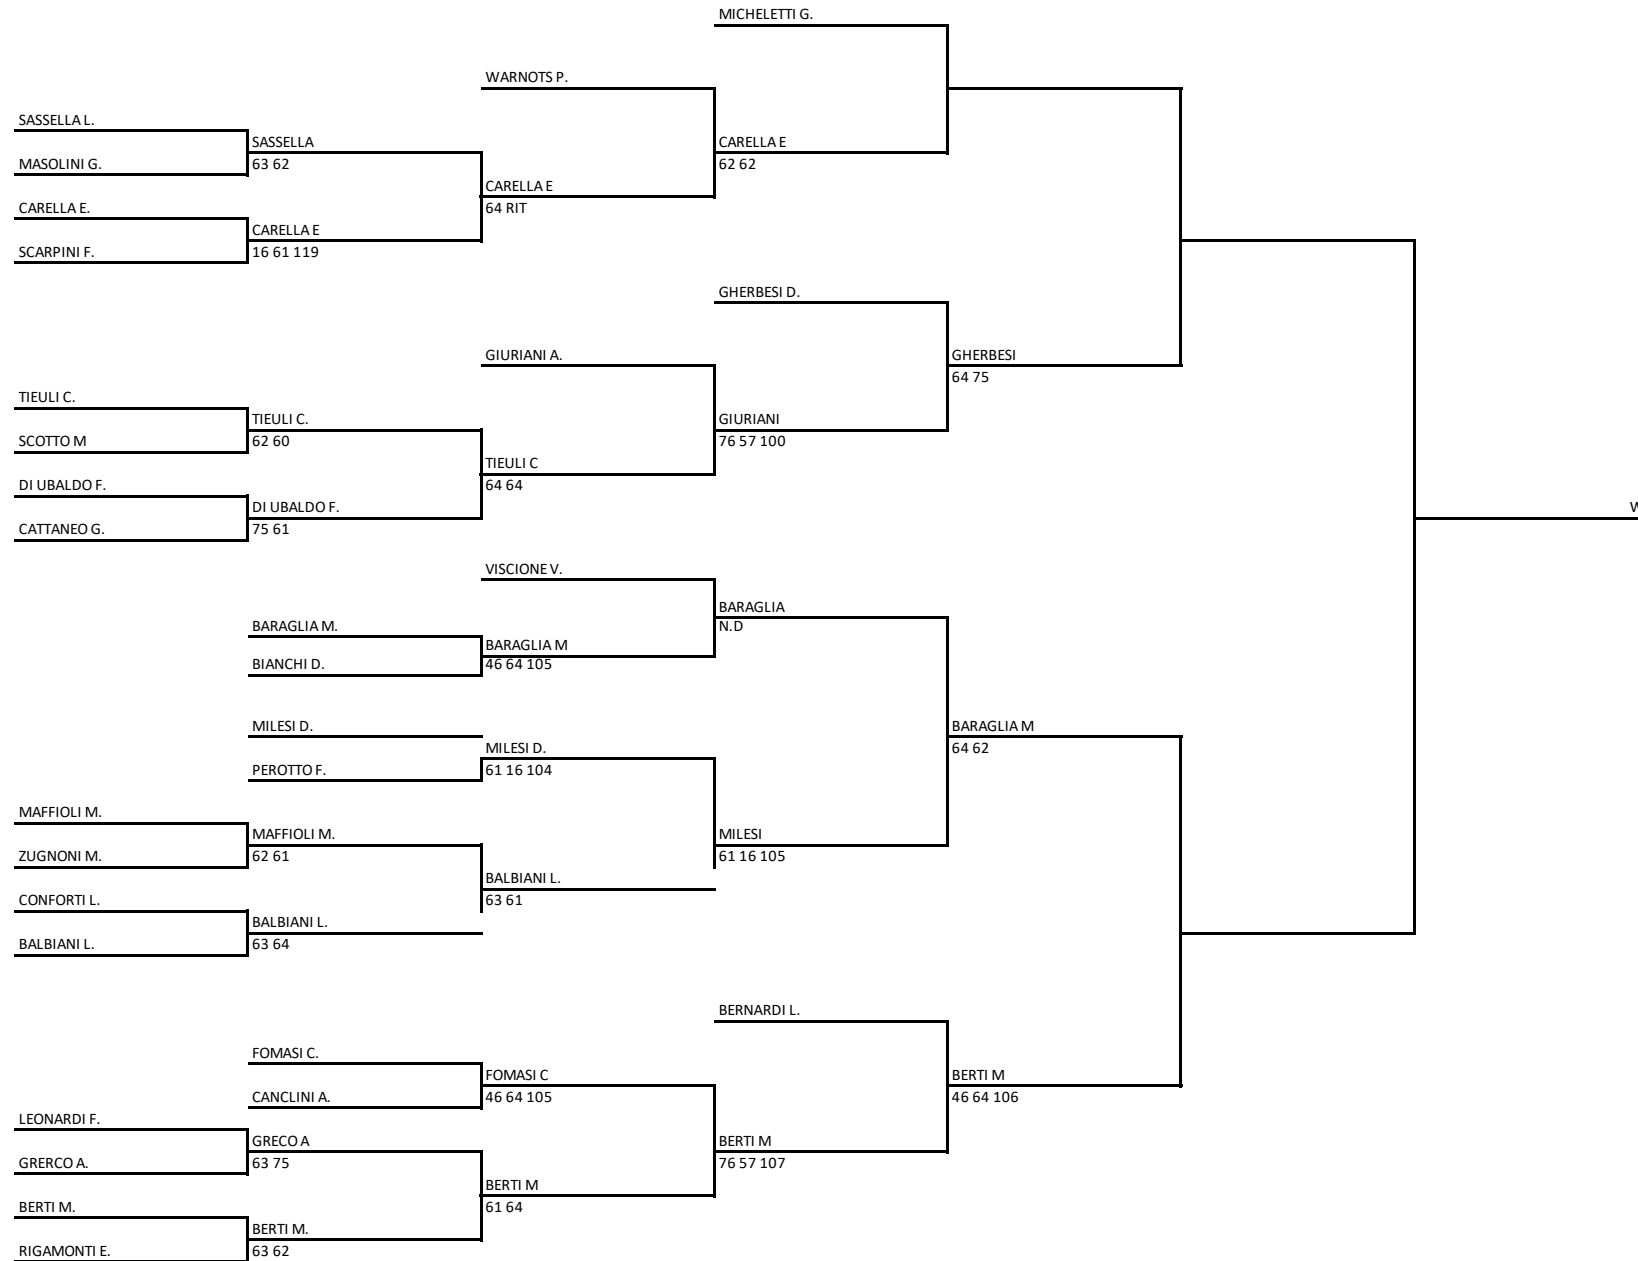 MICHELETTI G.
WARNOTS P.
SASSELLA L.
SASSELLA
CARELLA E
MASOLINI G.
63 62
62 62
CARELLA E
CARELLA E.
64 RIT
CARELLA E
SCARPINI F.
16 61 119
GHERBESI D.
GIURIANI A.
GHERBESI
64 75
TIEULI C.
TIEULI C.
GIURIANI
SCOTTO M
62 60
76 57 100
TIEULI C
DI UBALDO F.
64 64
DI UBALDO F.
W
CATTANEO G.
75 61
VISCIONE V.
BARAGLIA
BARAGLIA M.
N.D
BARAGLIA M
BIANCHI D.
46 64 105
MILESI D.
BARAGLIA M
MILESI D.
64 62
PEROTTO F.
61 16 104
MAFFIOLI M.
MAFFIOLI M.
MILESI
ZUGNONI M.
62 61
61 16 105
BALBIANI L.
CONFORTI L.
63 61
BALBIANI L.
BALBIANI L.
63 64
BERNARDI L.
FOMASI C.
FOMASI C
BERTI M
CANCLINI A.
46 64 105
46 64 106
LEONARDI F.
GRECO A
BERTI M
GRERCO A.
63 75
76 57 107
BERTI M
BERTI M.
61 64
BERTI M.
RIGAMONTI E.
63 62